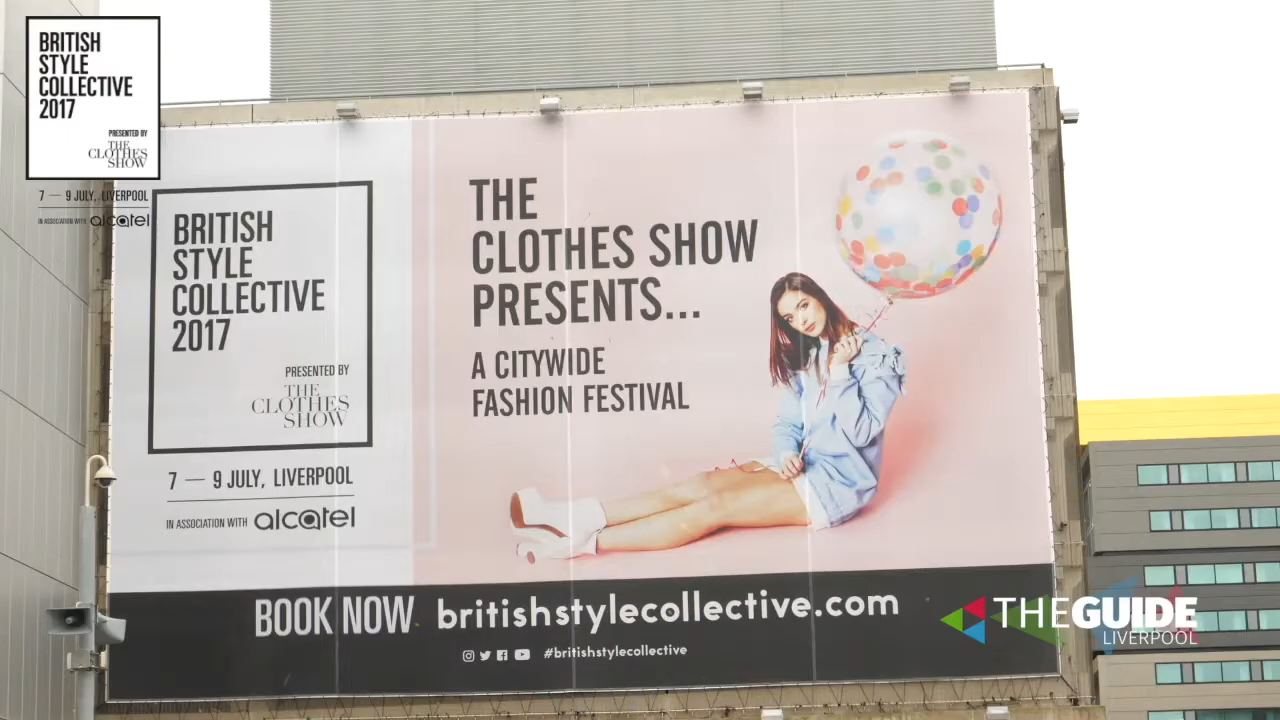 BRITISH
STYLE
COLLECTIVE
2017
PRESENTED BY
THE
CLOTHES
SHOW
7 — 9 JULY, LIVERPOOL
IN ASSOCIATION WITH alcatel
BRITISH
STYLE
COLLECTIVE
2017
PRESENTED BY
THE
CLOTHES
SHOW
7 — 9 JULY, LIVERPOOL
IN ASSOCIATION WITH alcatel
THE
CLOTHES SHOW
PRESENTS...
A CITYWIDE
FASHION FESTIVAL
BOOK NOW britishstylecollective.com
#britishstylecollective
THEGUIDE
LIVERPOOL